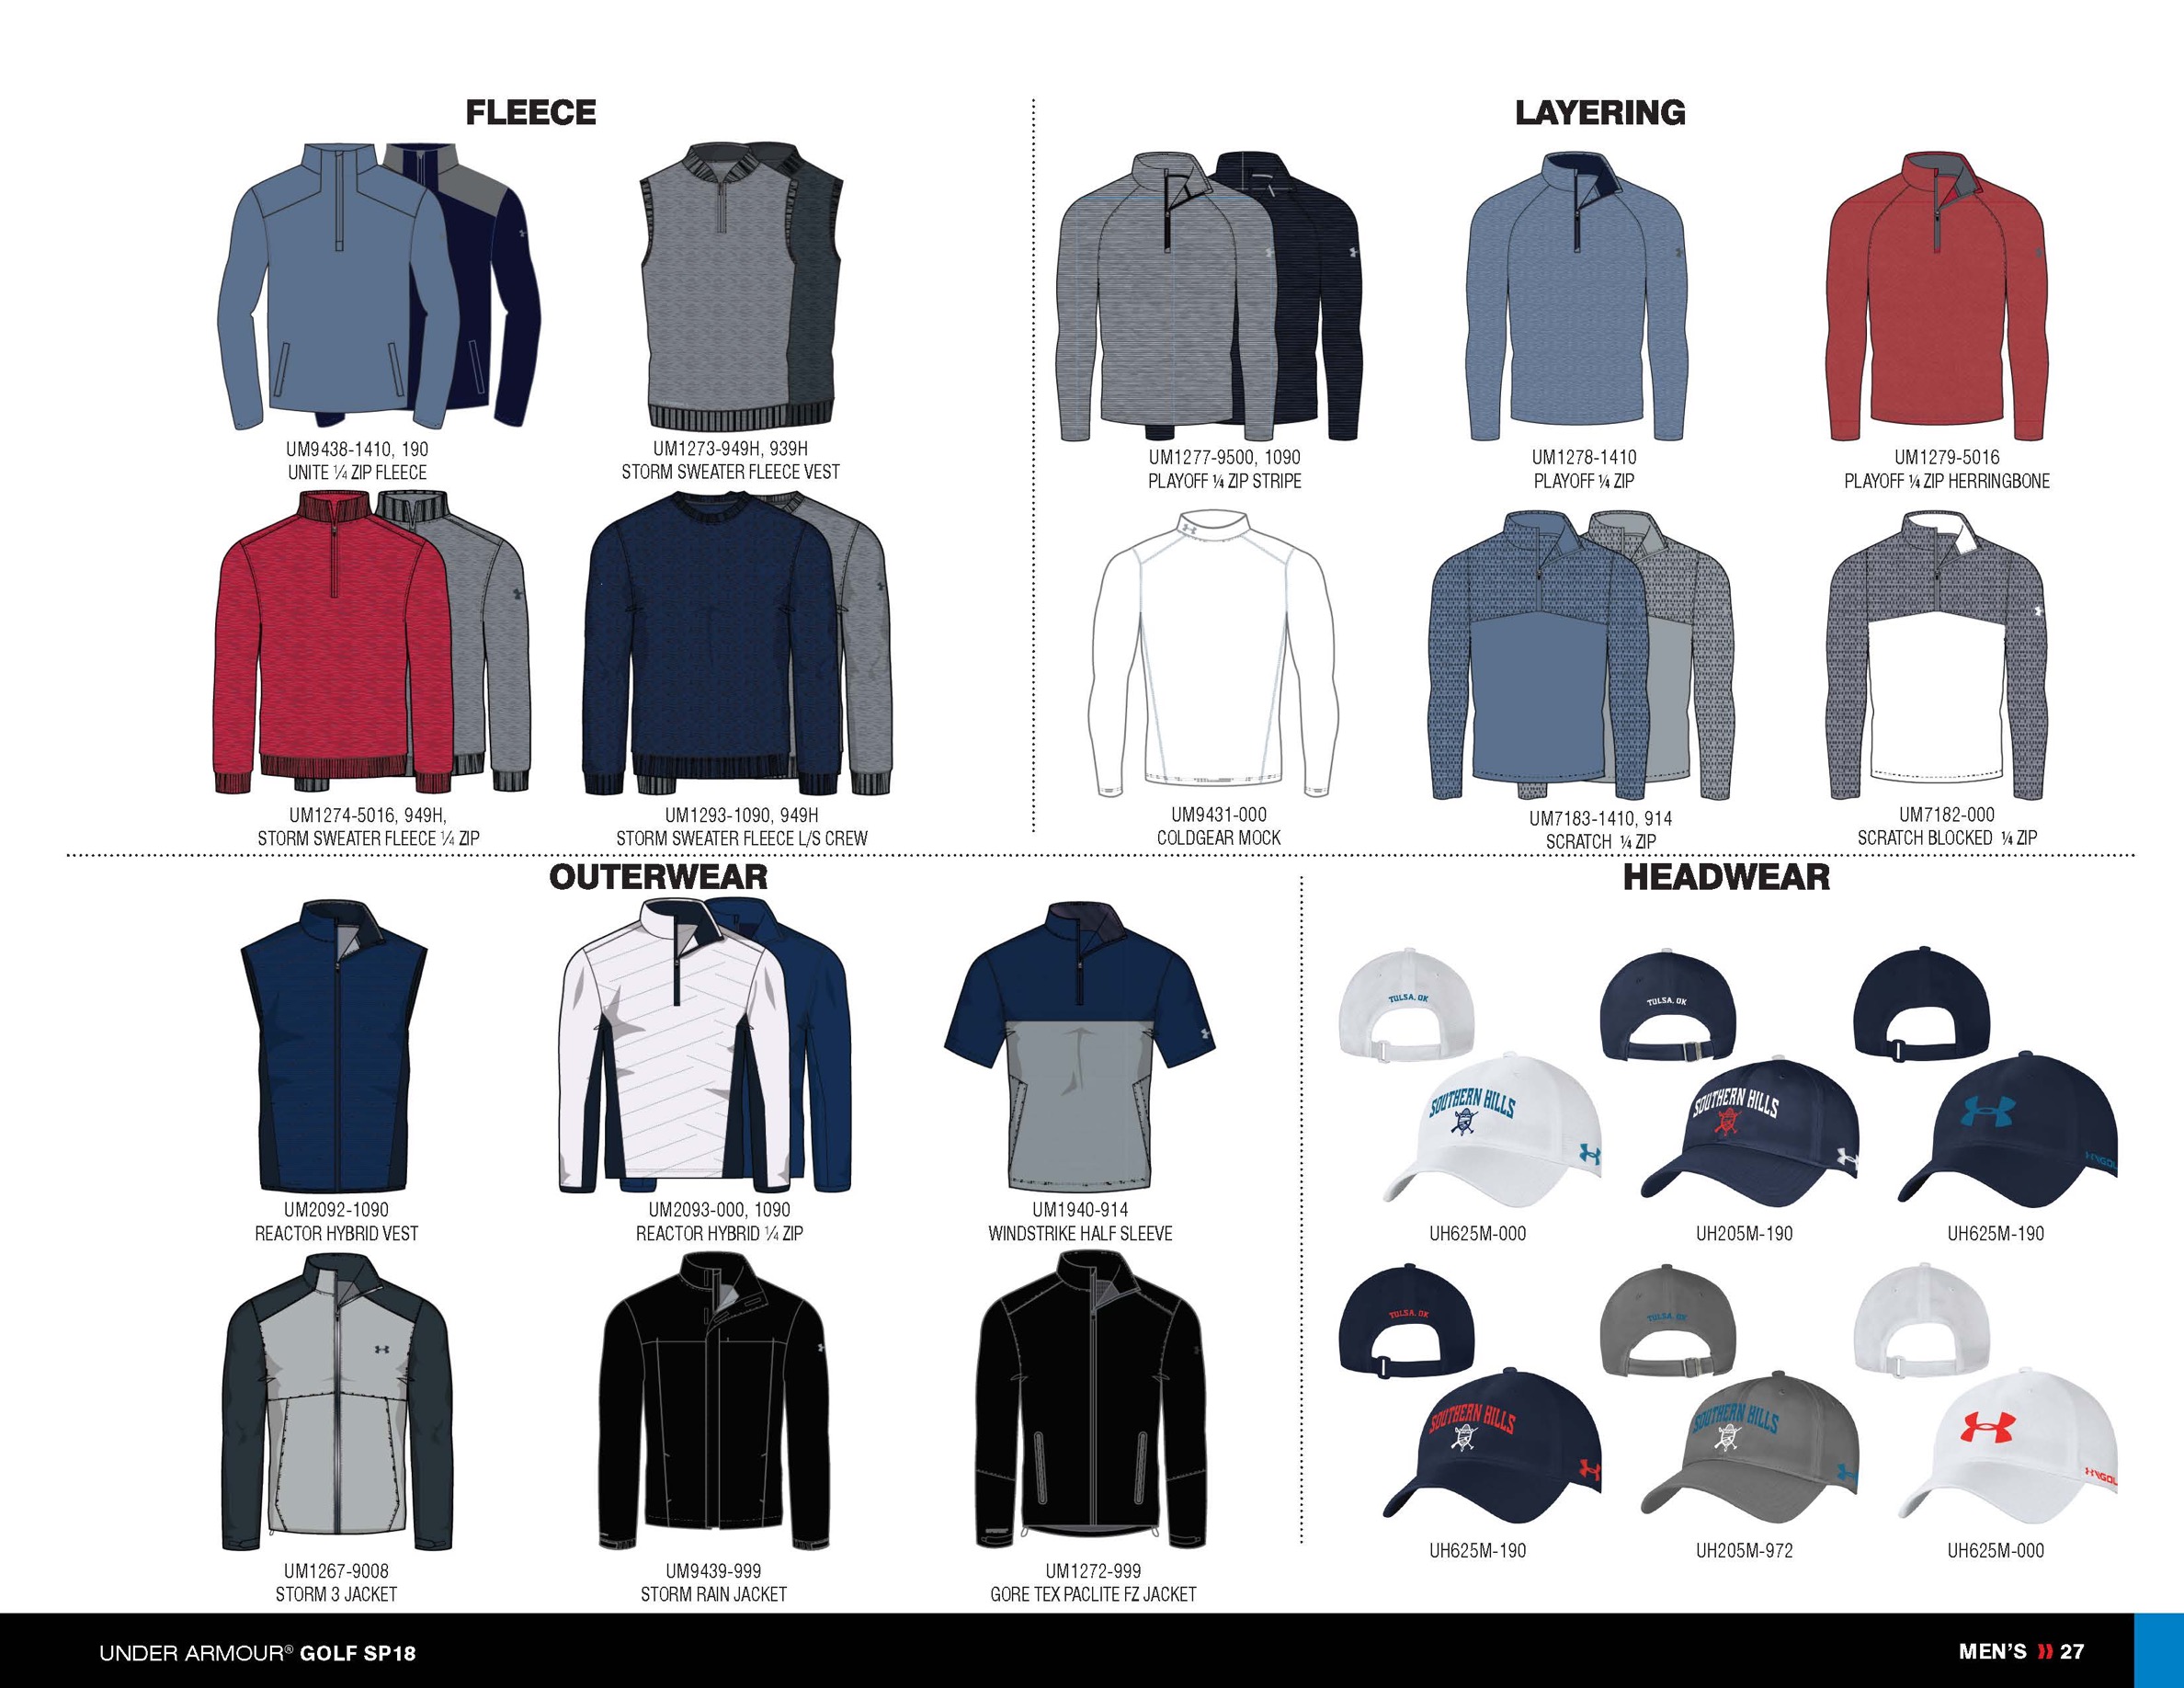 FLEECE
UM9438-1410, 190
UNITE ¼ ZIP FLEECE
UM1273-949H, 939H
STORM SWEATER FLEECE VEST
UM1274-5016, 949H,
STORM SWEATER FLEECE ¼ ZIP
UM1293-1090, 949H
STORM SWEATER FLEECE L/S CREW
LAYERING
UM1277-9500, 1090
PLAYOFF ¼ ZIP STRIPE
UM1278-1410
PLAYOFF ¼ ZIP
UM1279-5016
PLAYOFF ¼ ZIP HERRINGBONE
UM9431-000
COLDGEAR MOCK
UM7183-1410, 914
SCRATCH ¼ ZIP
UM7182-000
SCRATCH BLOCKED ¼ ZIP
OUTERWEAR
UM2092-1090
REACTOR HYBRID VEST
UM2093-000, 1090
REACTOR HYBRID ¼ ZIP
UM1940-914
WINDSTRIKE HALF SLEEVE
UM1267-9008
STORM 3 JACKET
UM9439-999
STORM RAIN JACKET
UM1272-999
GORE TEX PACLITE FZ JACKET
HEADWEAR
TULSA, OK
SOUTHERN HILLS
UH625M-000
TULSA, OK
SOUTHERN HILLS
UH205M-190
UH625M-190
TULSA, OK
SOUTHERN HILLS
UH625M-190
TULSA, OK
SOUTHERN HILLS
UH205M-972
UH625M-000
UNDER ARMOUR® GOLF SP18
MEN'S » 27